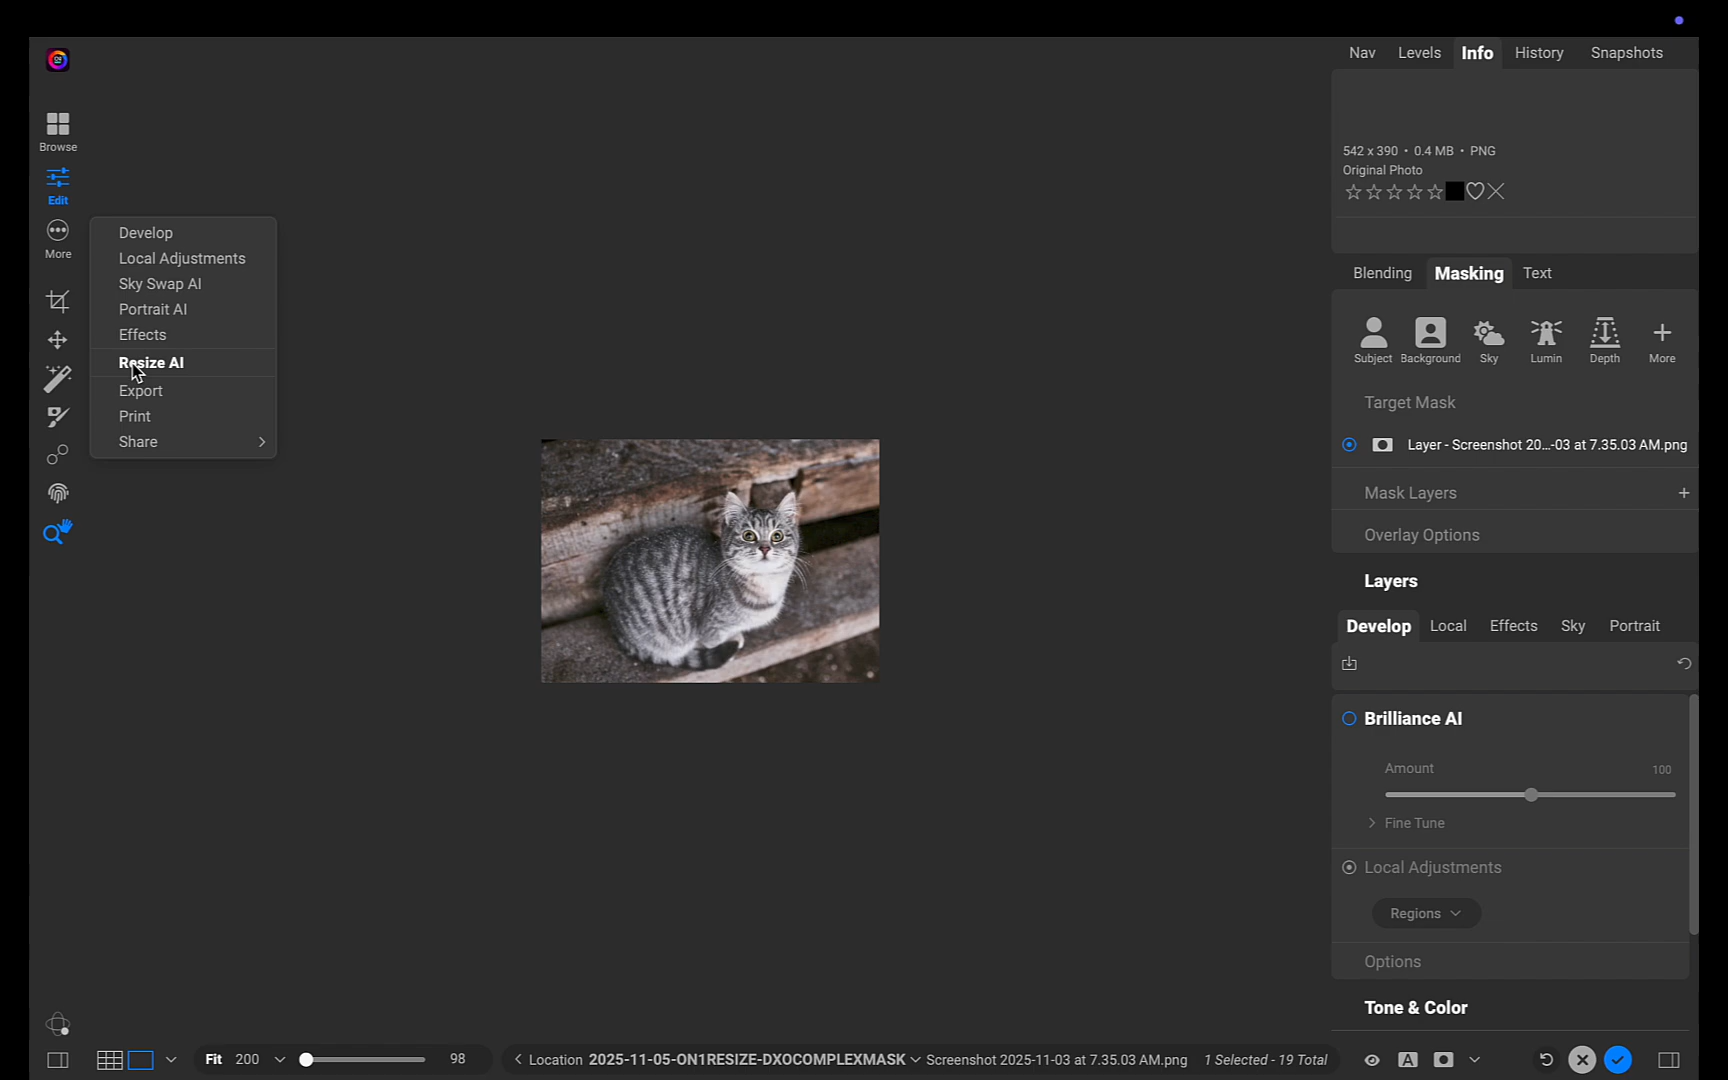 Nav Levels Info History Snapshots
Browse
Edit
More
Develop
Local Adjustments
Sky Swap AI
Portrait AI
Effects
Resize AI
Export
Print
Share
542 x 390 • 0.4 MB • PNG
Original Photo
Blending Masking Text
Subject Background Sky Lumin Depth More
Target Mask
Layer - Screenshot 20...-03 at 7.35.03 AM.png
Mask Layers
Overlay Options
Layers
Develop Local Effects Sky Portrait
Brilliance AI
Amount 100
Fine Tune
Local Adjustments
Regions
Options
Tone & Color
Fit 200 98 Location 2025-11-05-ON1RESIZE-DXOCOMPLEXMASK Screenshot 2025-11-03 at 7.35.03 AM.png 1 Selected - 19 Total A